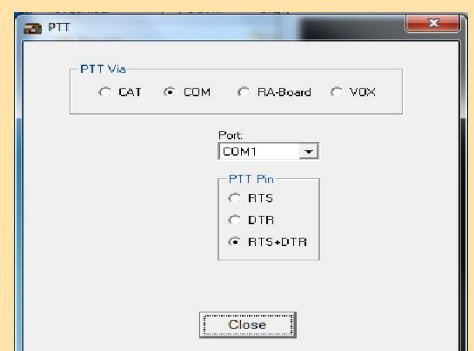 PTT
PTT Via
CAT COM RA-Board VOX
Port:
COM1
PTT Pin
RTS
DTR
RTS+DTR
Close